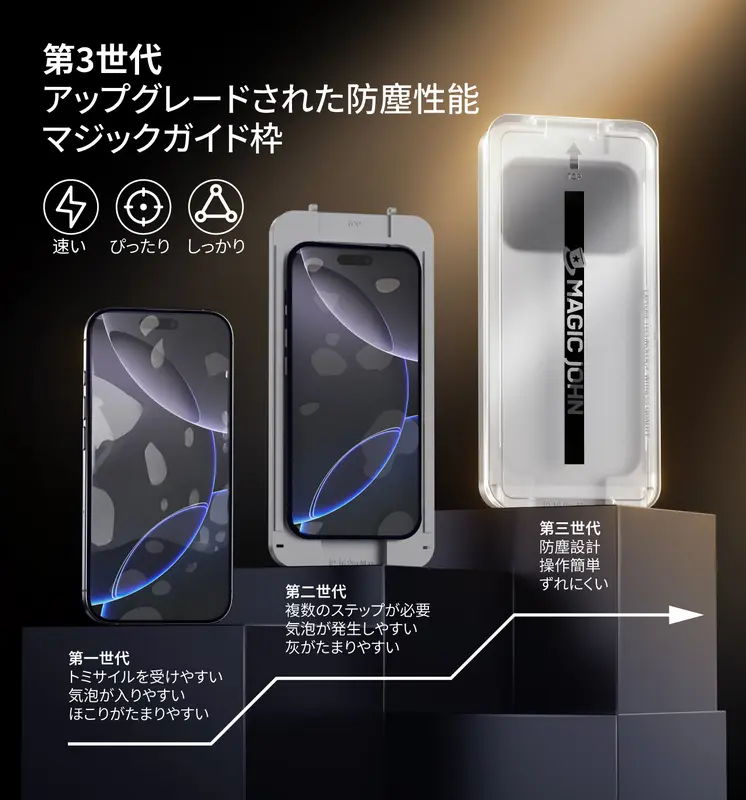 第3世代
アップグレードされた防塵性能
マジックガイド枠
速い
ぴったり
しっかり
MAGIC JOHN
第三世代
防塵設計
操作簡単
ずれにくい
第二世代
複数のステップが必要
気泡が発生しやすい
灰がたまりやすい
第一世代
トミサイルを受けやすい
気泡が入りやすい
ほこりがたまりやすい